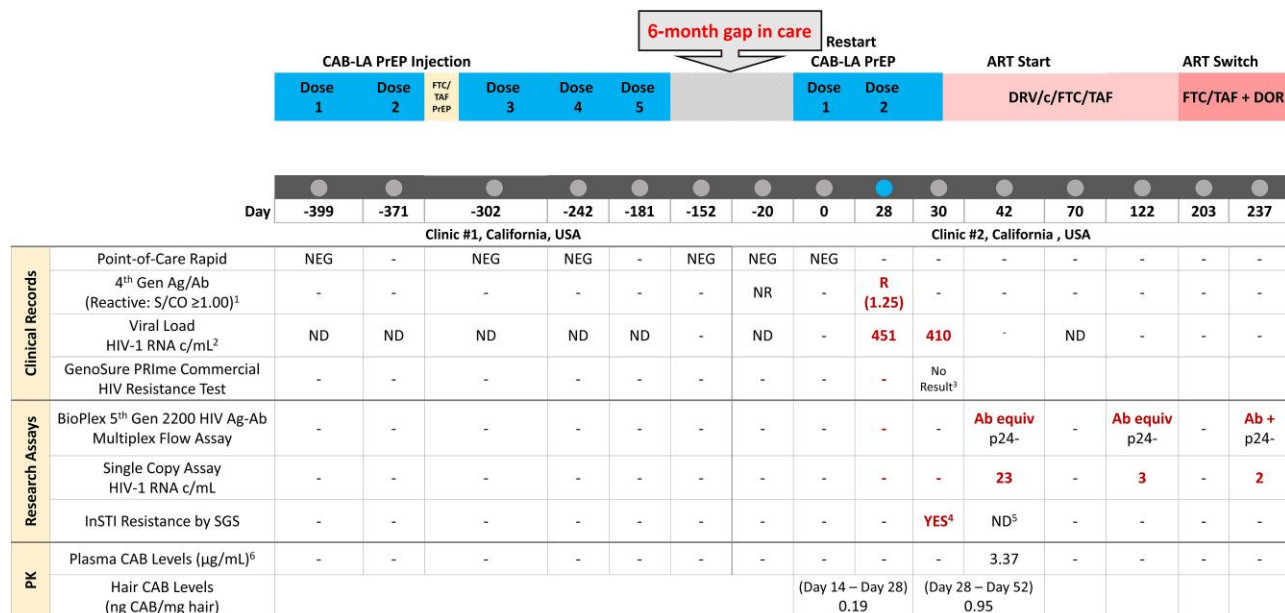 6-month gap in care
Restart
CAB-LA PrEP Injection CAB-LA PrEP ART Start ART Switch
Dose 1 Dose 2 FTC/ TAF PrEP Dose 3 Dose 4 Dose 5 Dose 1 Dose 2 DRV/c/FTC/TAF FTC/TAF + DOR
Day -399 -371 -302 -242 -181 -152 -20 0 28 30 42 70 122 203 237
Clinic #1, California, USA Clinic #2, California , USA
Clinical Records
Point-of-Care Rapid NEG - NEG NEG - NEG NEG NEG - - - - - - -
4th Gen Ag/Ab
(Reactive: S/CO ≥1.00)¹ - - - - - - NR - R (1.25) - - - - - -
Viral Load
HIV-1 RNA c/mL² ND ND ND ND ND - ND - 451 410 - ND - - -
GenoSure PRIme Commercial
HIV Resistance Test - - - - - - - - - No Result³
Research Assays
BioPlex 5th Gen 2200 HIV Ag-Ab
Multiplex Flow Assay - - - - - - - - - - Ab equiv p24- - Ab equiv p24- - Ab + p24-
Single Copy Assay
HIV-1 RNA c/mL - - - - - - - - - - 23 - 3 - 2
InSTI Resistance by SGS - - - - - - - - - YES⁴ ND⁵ - - - -
PK
Plasma CAB Levels (µg/mL)⁶ - - - - - - - - - - 3.37 - - - -
Hair CAB Levels (Day 14 – Day 28) (Day 28 – Day 52)
(ng CAB/mg hair) 0.19 0.95